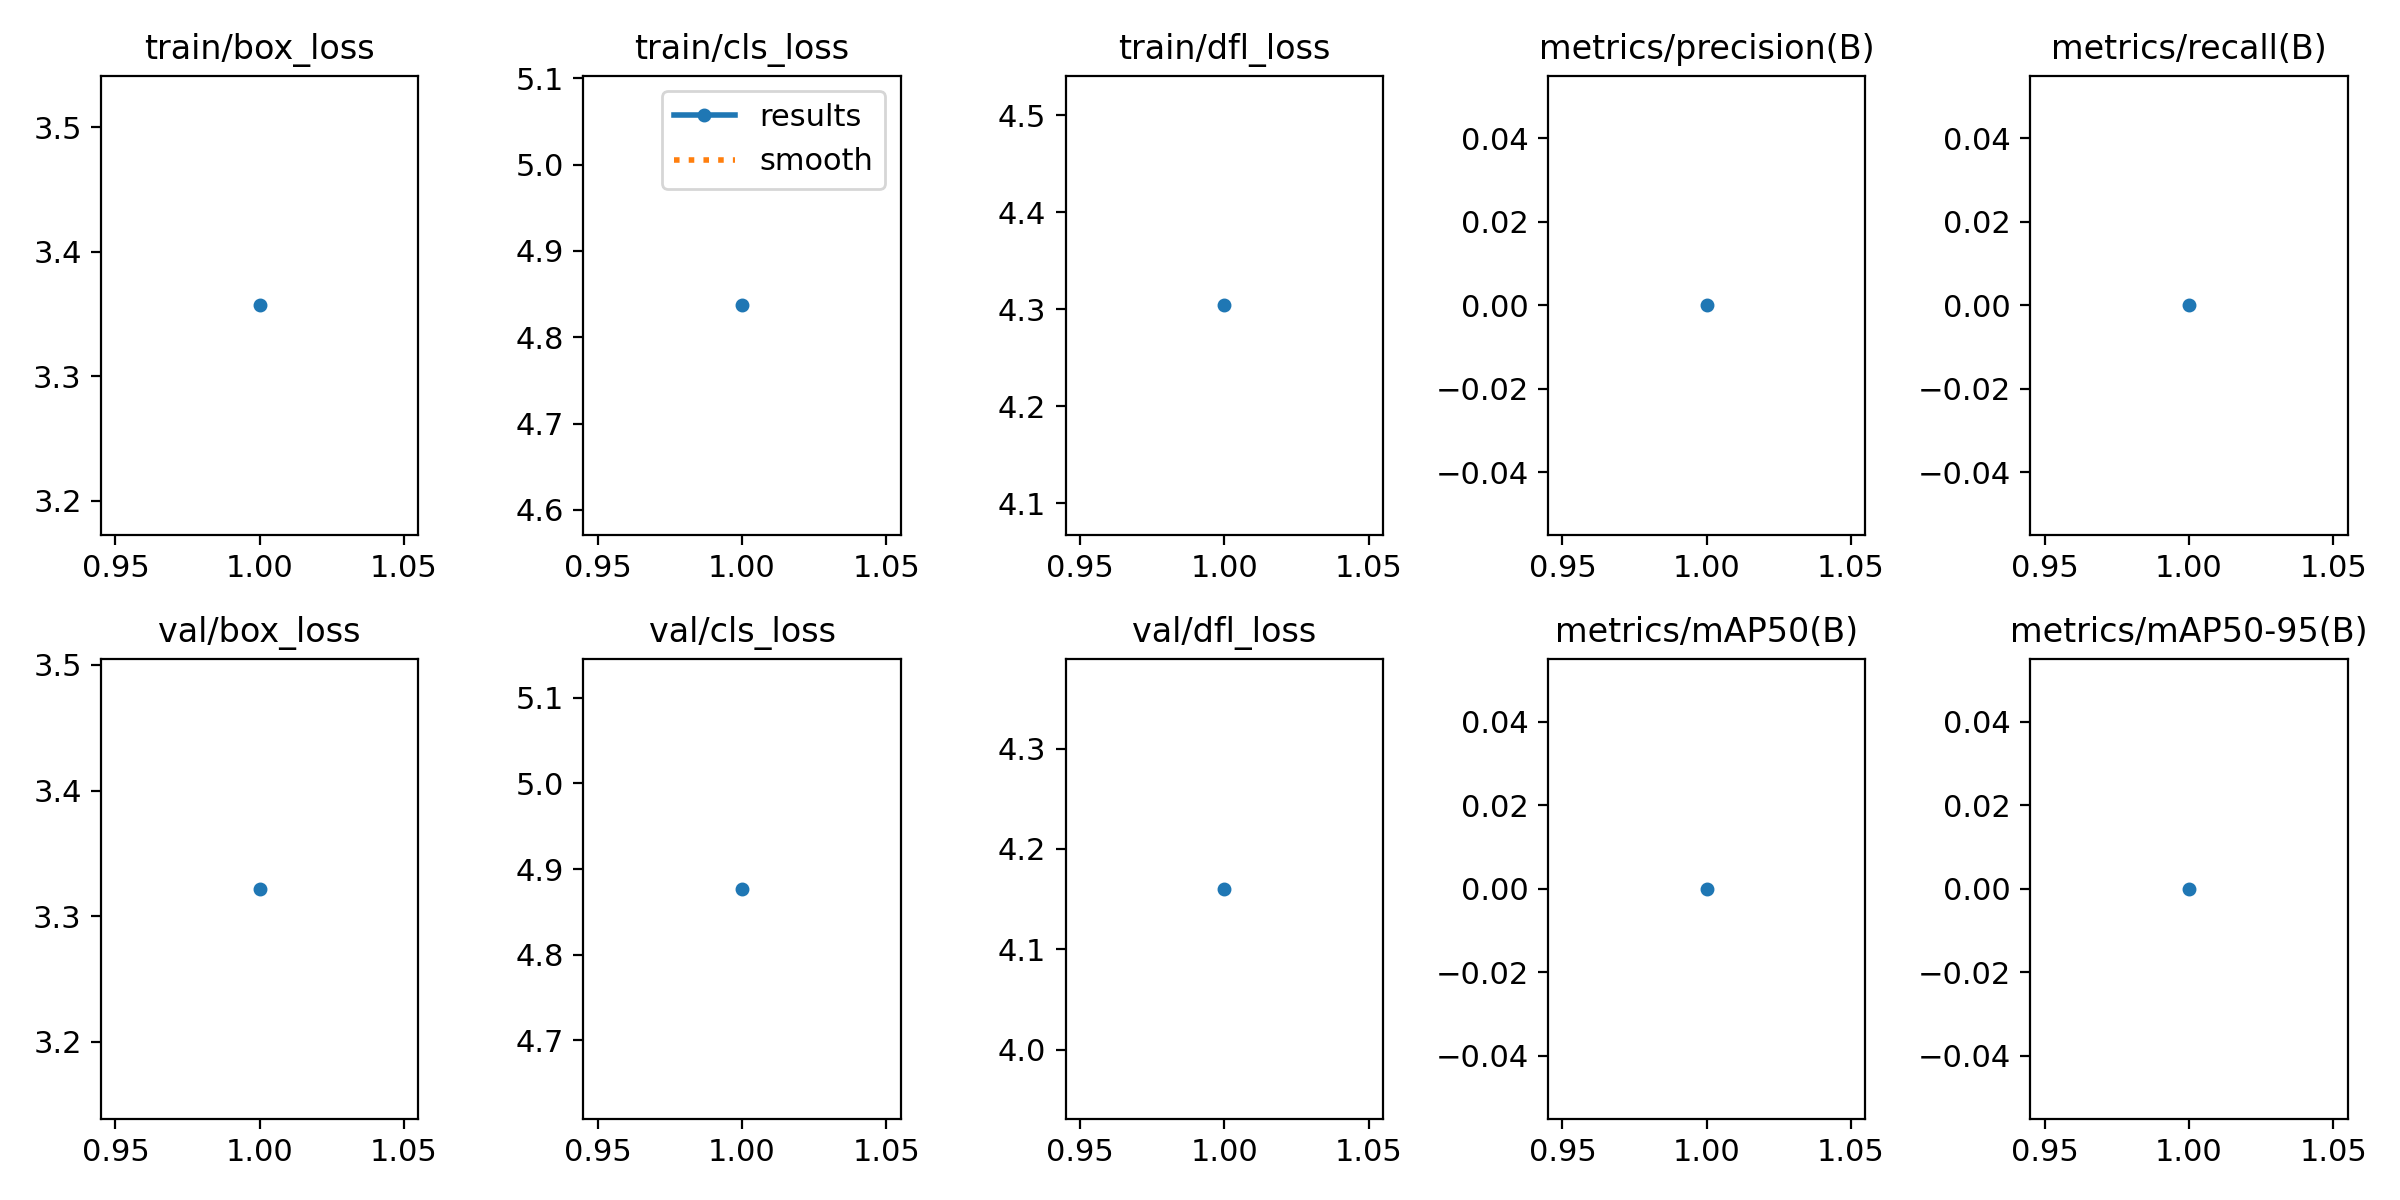 train/box_loss
3.5
3.4
3.3
3.2
0.95 1.00 1.05
train/cls_loss
results
smooth
5.1
5.0
4.9
4.8
4.7
4.6
0.95 1.00 1.05
train/dfl_loss
4.5
4.4
4.3
4.2
4.1
0.95 1.00 1.05
metrics/precision(B)
0.04
0.02
0.00
−0.02
−0.04
0.95 1.00 1.05
metrics/recall(B)
0.04
0.02
0.00
−0.02
−0.04
0.95 1.00 1.05
val/box_loss
3.5
3.4
3.3
3.2
0.95 1.00 1.05
val/cls_loss
5.1
5.0
4.9
4.8
4.7
0.95 1.00 1.05
val/dfl_loss
4.3
4.2
4.1
4.0
0.95 1.00 1.05
metrics/mAP50(B)
0.04
0.02
0.00
−0.02
−0.04
0.95 1.00 1.05
metrics/mAP50-95(B)
0.04
0.02
0.00
−0.02
−0.04
0.95 1.00 1.05